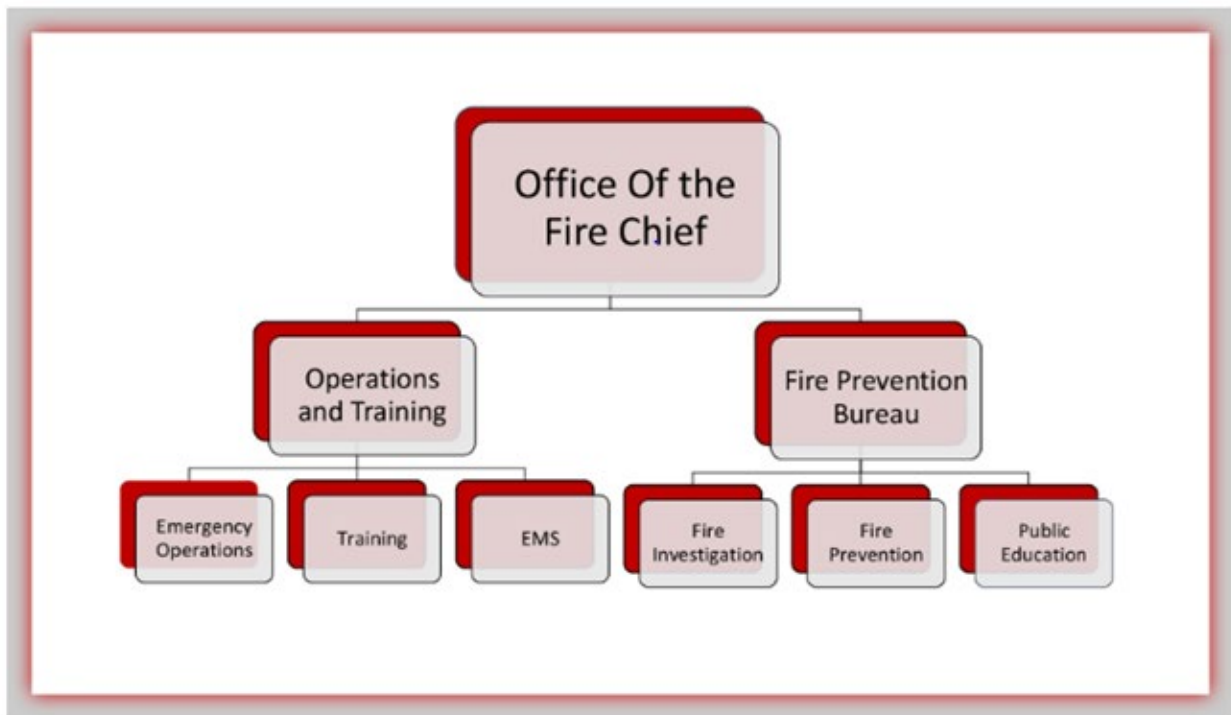 Office Of the
Fire Chief
Operations
and Training
Fire Prevention
Bureau
Emergency
Operations
Training
EMS
Fire
Investigation
Fire
Prevention
Public
Education